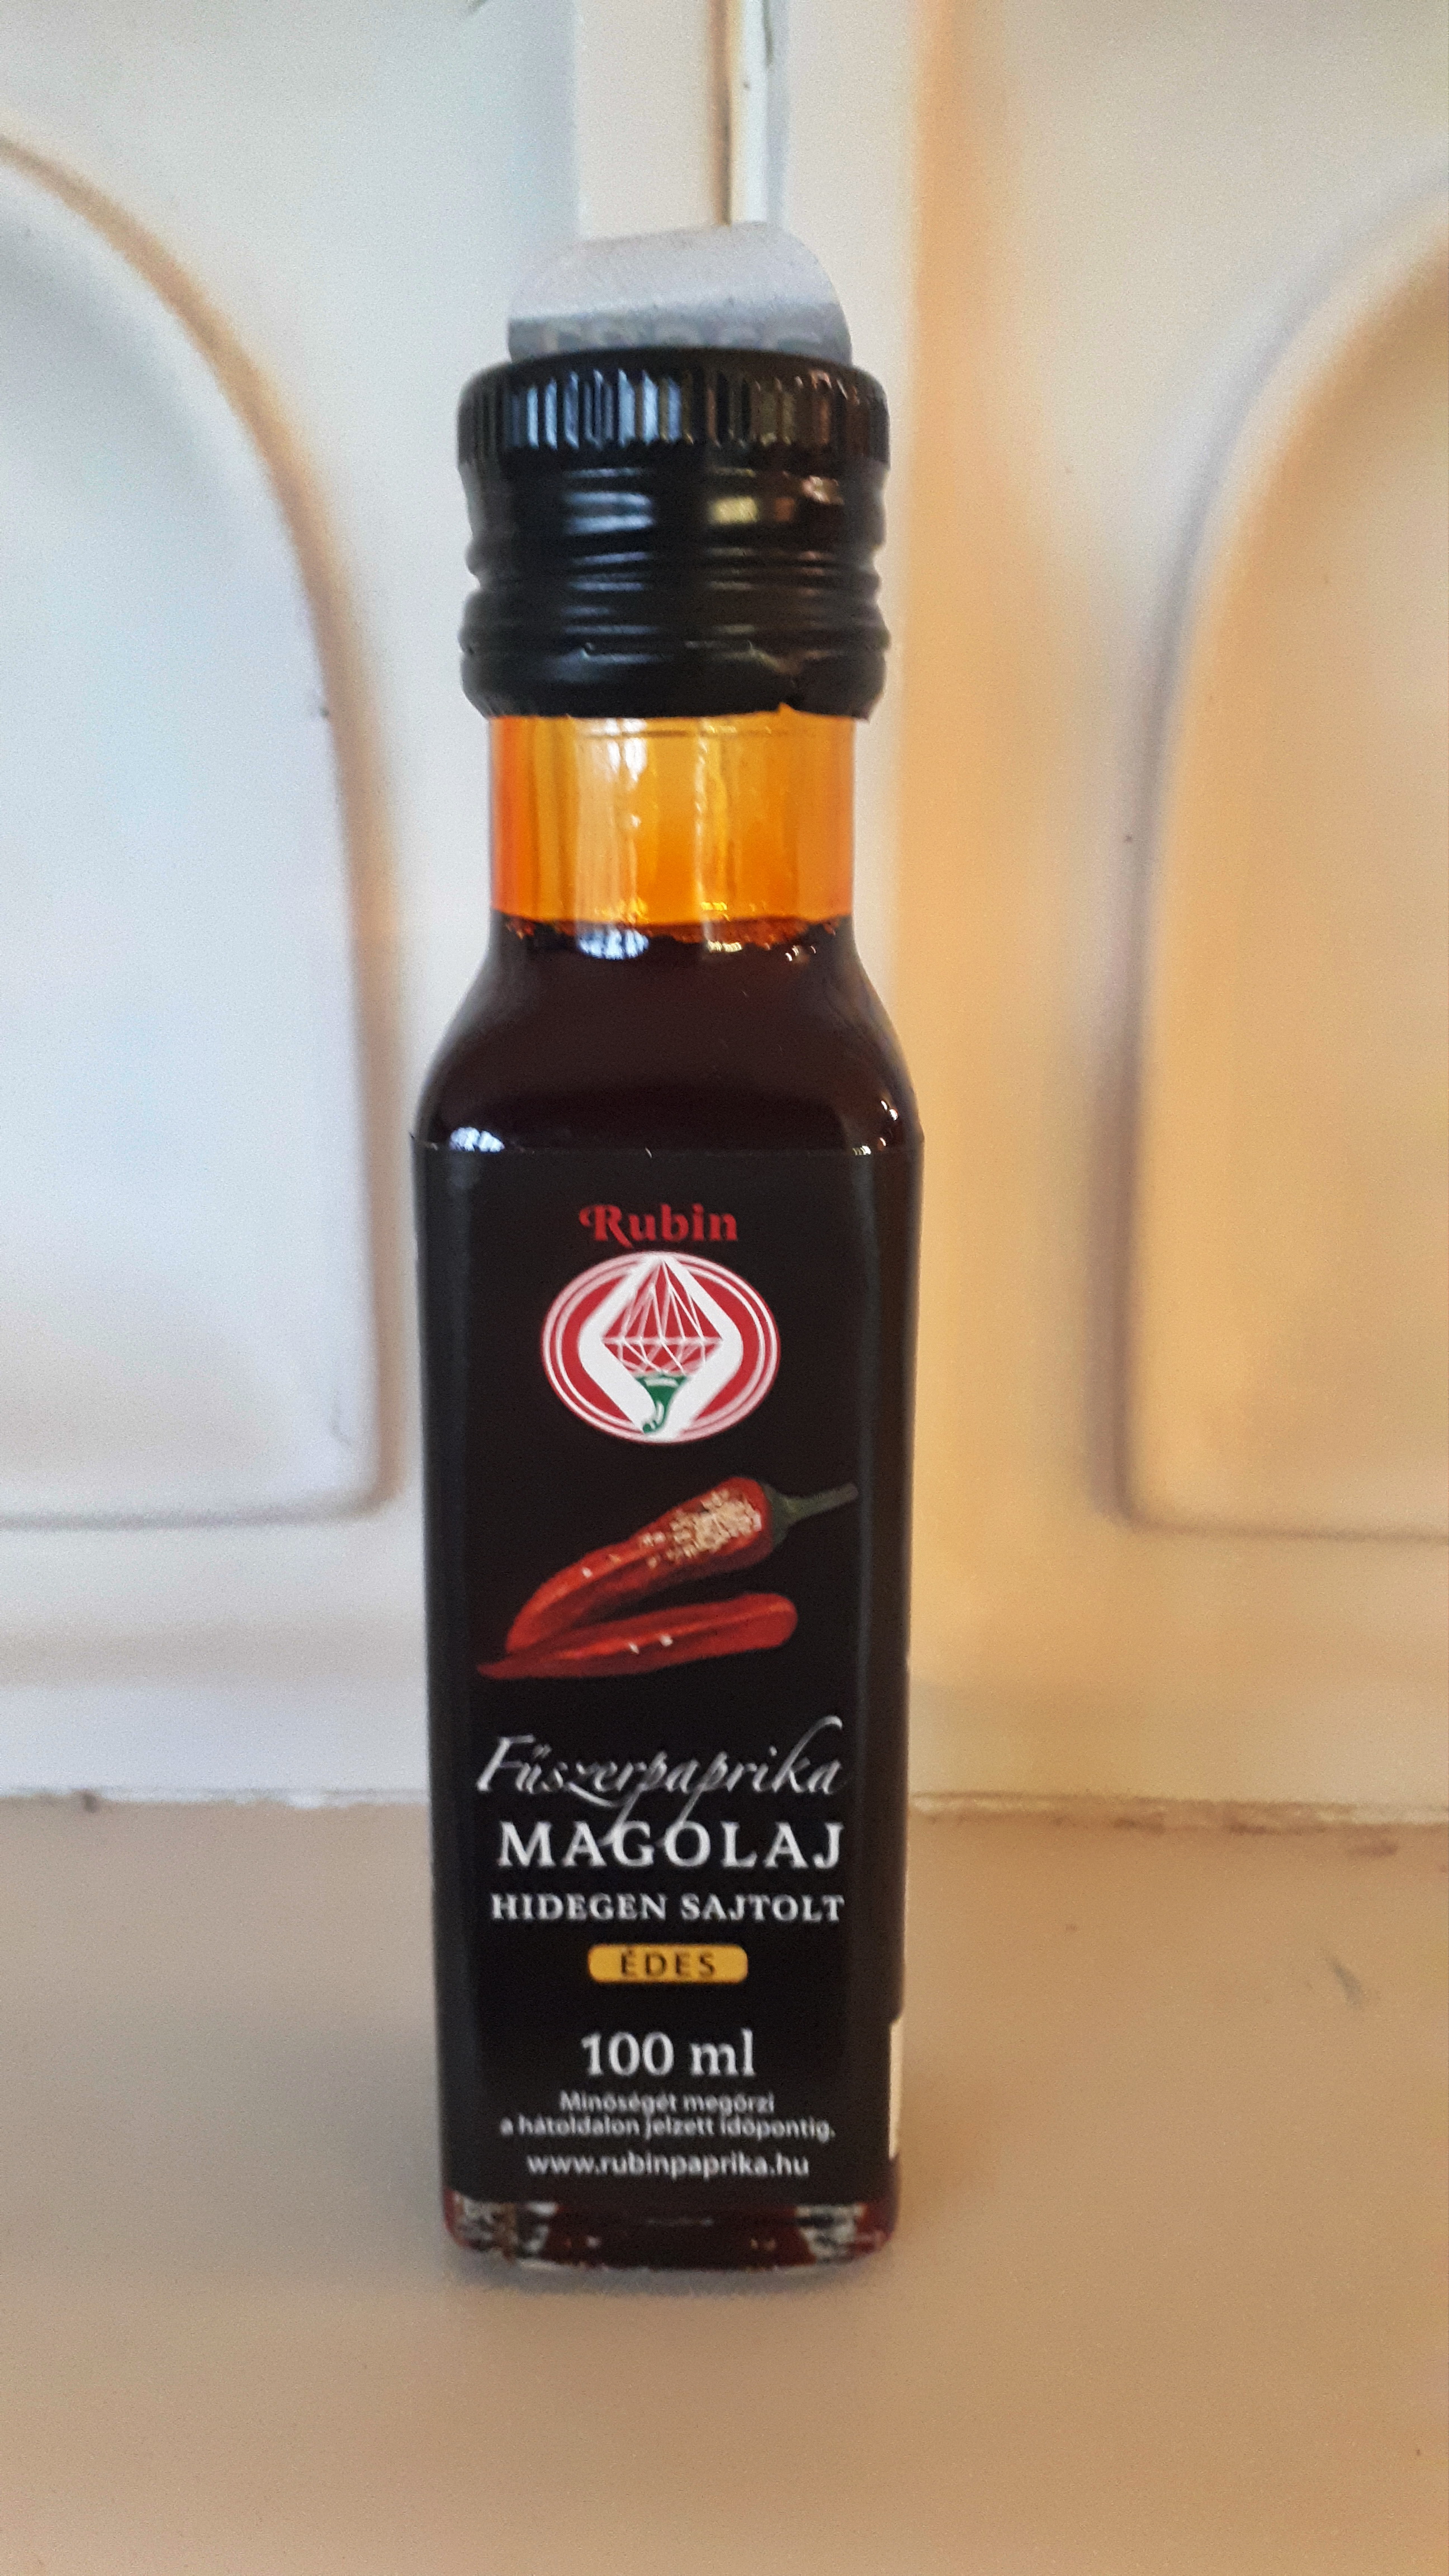 Rubin
Fűszerpaprika
MAGOLAJ
HIDEGEN SAJTOLT
ÉDES
100 ml
Minőségét megőrzi
a hátoldalon jelzett időpontig.
www.rubinpaprika.hu